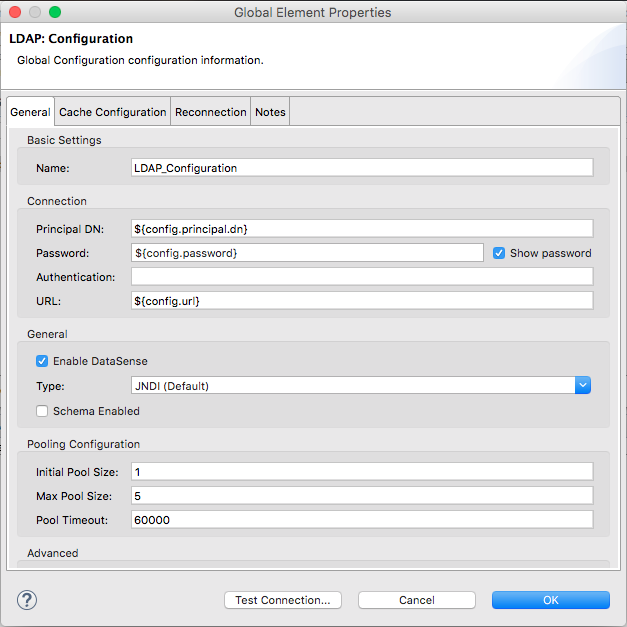 Global Element Properties
LDAP: Configuration
Global Configuration configuration information.
General Cache Configuration Reconnection Notes
Basic Settings
Name: LDAP_Configuration
Connection
Principal DN: ${config.principal.dn}
Password: ${config.password} Show password
Authentication:
URL: ${config.url}
General
Enable DataSense
Type: JNDI (Default)
Schema Enabled
Pooling Configuration
Initial Pool Size: 1
Max Pool Size: 5
Pool Timeout: 60000
Advanced
? Test Connection... Cancel OK